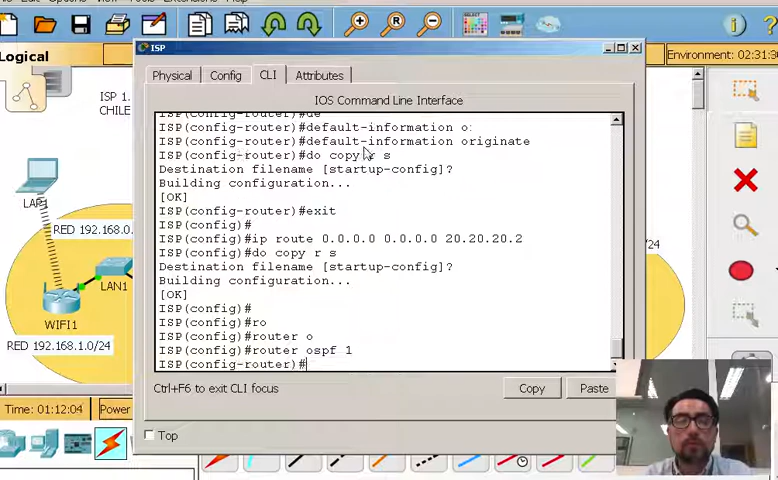 ISP
Logical
Environment: 02:31:3
Physical
Config
CLI
Attributes
IOS Command Line Interface
ISP 1.
CHILE
ISP(config-router)#de
ISP(config-router)#default-information o:
ISP(config-router)#default-information originate
ISP(config-router)#do copy r s
Destination filename [startup-config]?
Building configuration...
[OK]
ISP(config-router)#exit
ISP(config)#
ISP(config)#ip route 0.0.0.0 0.0.0.0 20.20.20.2
ISP(config)#do copy r s
Destination filename [startup-config]?
Building configuration...
[OK]
ISP(config)#
ISP(config)#ro
ISP(config)#router o
ISP(config)#router ospf 1
ISP(config-router)#
LAP1
RED 192.168.0.
/24
LAN1
WIFI1
RED 192.168.1.0/24
Ctrl+F6 to exit CLI focus
Copy
Paste
Time: 01:12:04
Power
Top